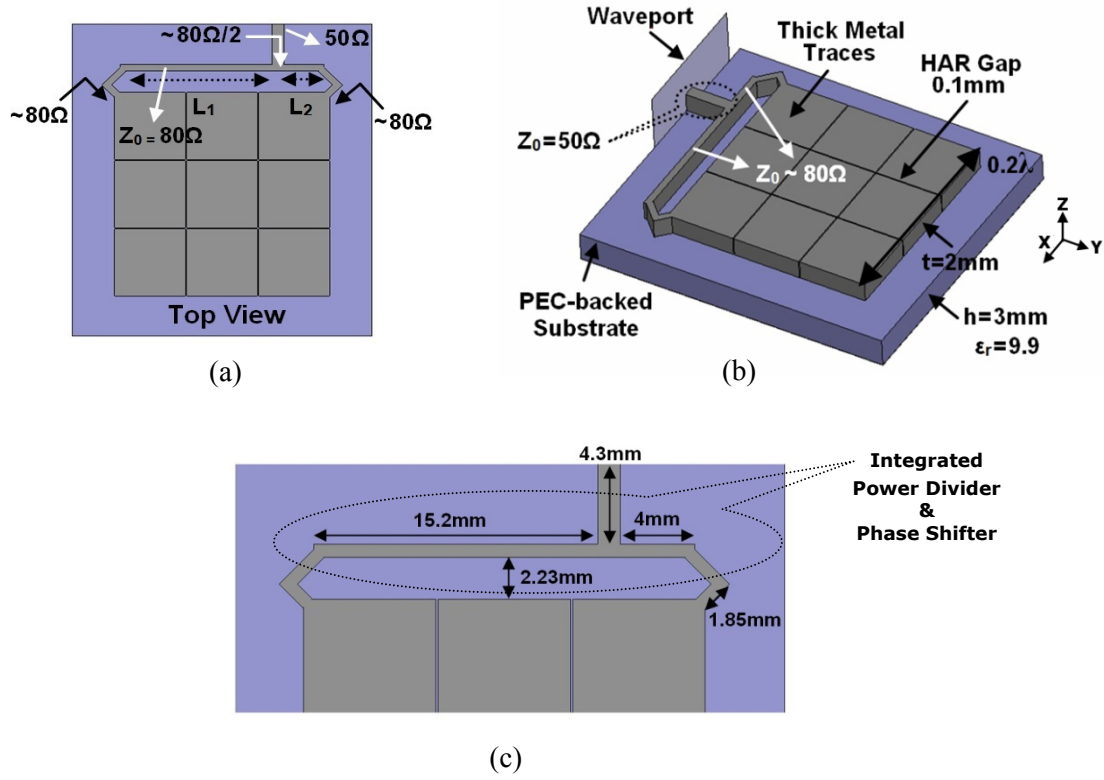 ~80Ω/2
50Ω
~80Ω
L₁
L₂
~80Ω
Z₀ = 80Ω
Top View
(a)
Waveport
Thick Metal
Traces
HAR Gap
0.1mm
Z₀=50Ω
0.2λ
Z₀ ~ 80Ω
Z
X
Y
t=2mm
PEC-backed
Substrate
h=3mm
εᵣ=9.9
(b)
4.3mm
Integrated
Power Divider
&
Phase Shifter
15.2mm
4mm
2.23mm
1.85mm
(c)